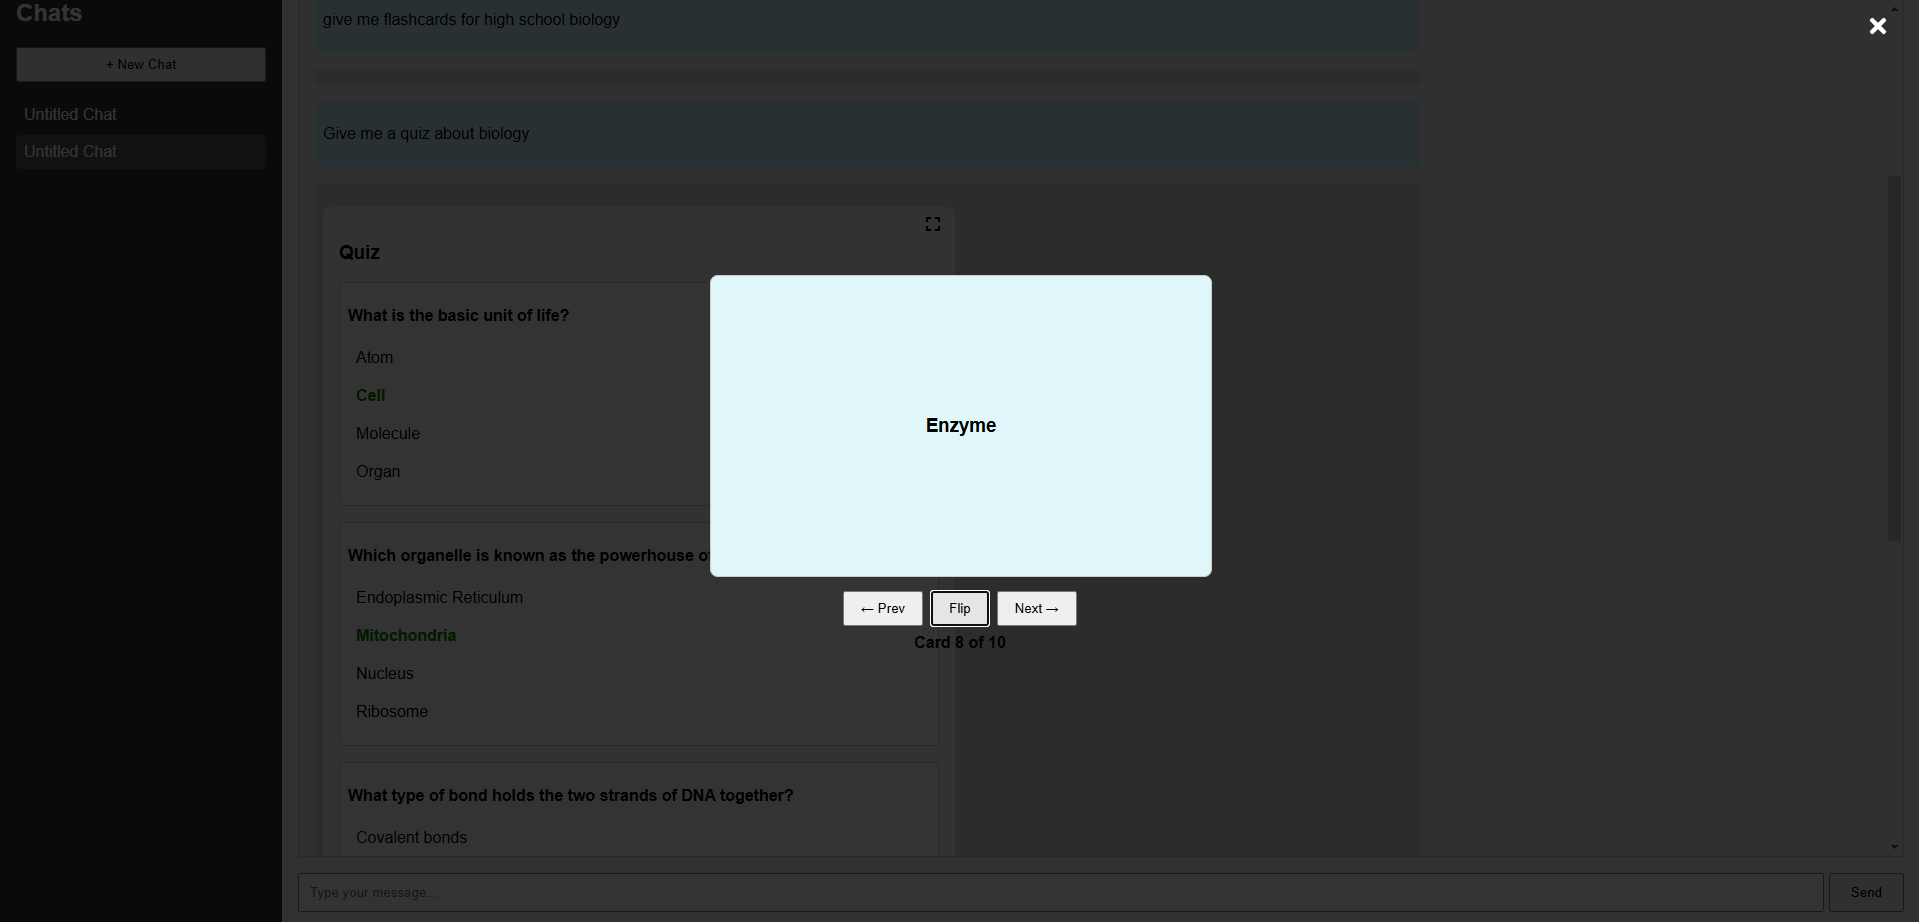 Chats
+ New Chat
Untitled Chat
Untitled Chat
give me flashcards for high school biology
Give me a quiz about biology
Quiz
What is the basic unit of life?
Atom
Cell
Molecule
Organ
Which organelle is known as the powerhouse
Endoplasmic Reticulum
Mitochondria
Nucleus
Ribosome
What type of bond holds the two strands of DNA together?
Covalent bonds
Enzyme
← Prev
Flip
Next →
Card 8 of 10
Type your message...
Send